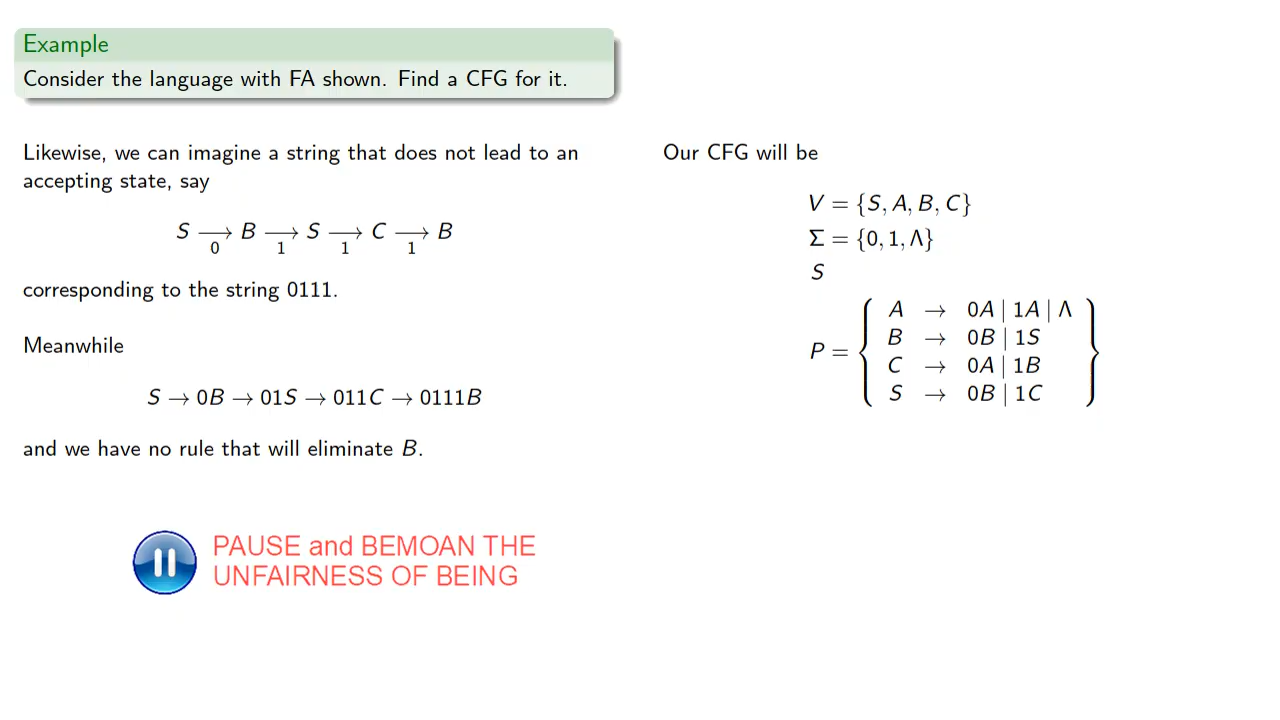 Example
Consider the language with FA shown. Find a CFG for it.
Likewise, we can imagine a string that does not lead to an
accepting state, say
S ⟶ B ⟶ S ⟶ C ⟶ B
0 1 1 1
corresponding to the string 0111.
Meanwhile
S → 0B → 01S → 011C → 0111B
and we have no rule that will eliminate B.
PAUSE and BEMOAN THE
UNFAIRNESS OF BEING
Our CFG will be
V = {S, A, B, C}
Σ = {0, 1, Λ}
S
P = {
A → 0A | 1A | Λ
B → 0B | 1S
C → 0A | 1B
S → 0B | 1C
}